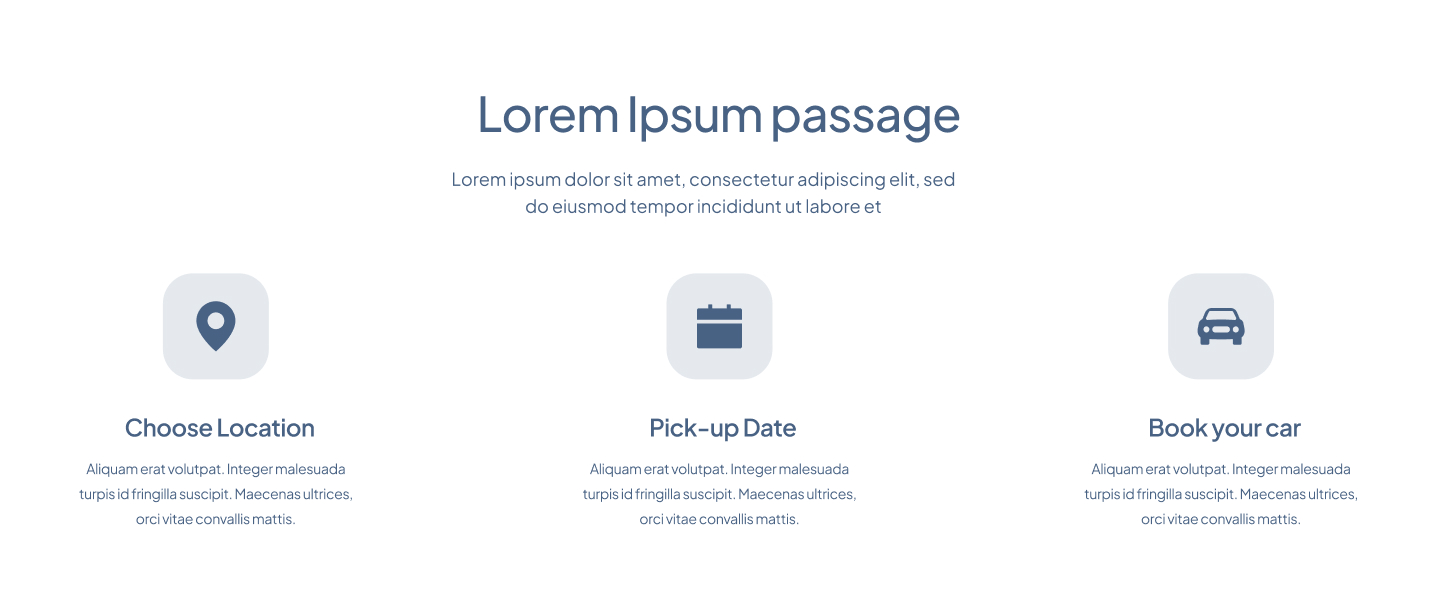 Lorem Ipsum passage
Lorem ipsum dolor sit amet, consectetur adipiscing elit, sed
do eiusmod tempor incididunt ut labore et
Choose Location
Aliquam erat volutpat. Integer malesuada
turpis id fringilla suscipit. Maecenas ultrices,
orci vitae convallis mattis.
Pick-up Date
Aliquam erat volutpat. Integer malesuada
turpis id fringilla suscipit. Maecenas ultrices,
orci vitae convallis mattis.
Book your car
Aliquam erat volutpat. Integer malesuada
turpis id fringilla suscipit. Maecenas ultrices,
orci vitae convallis mattis.